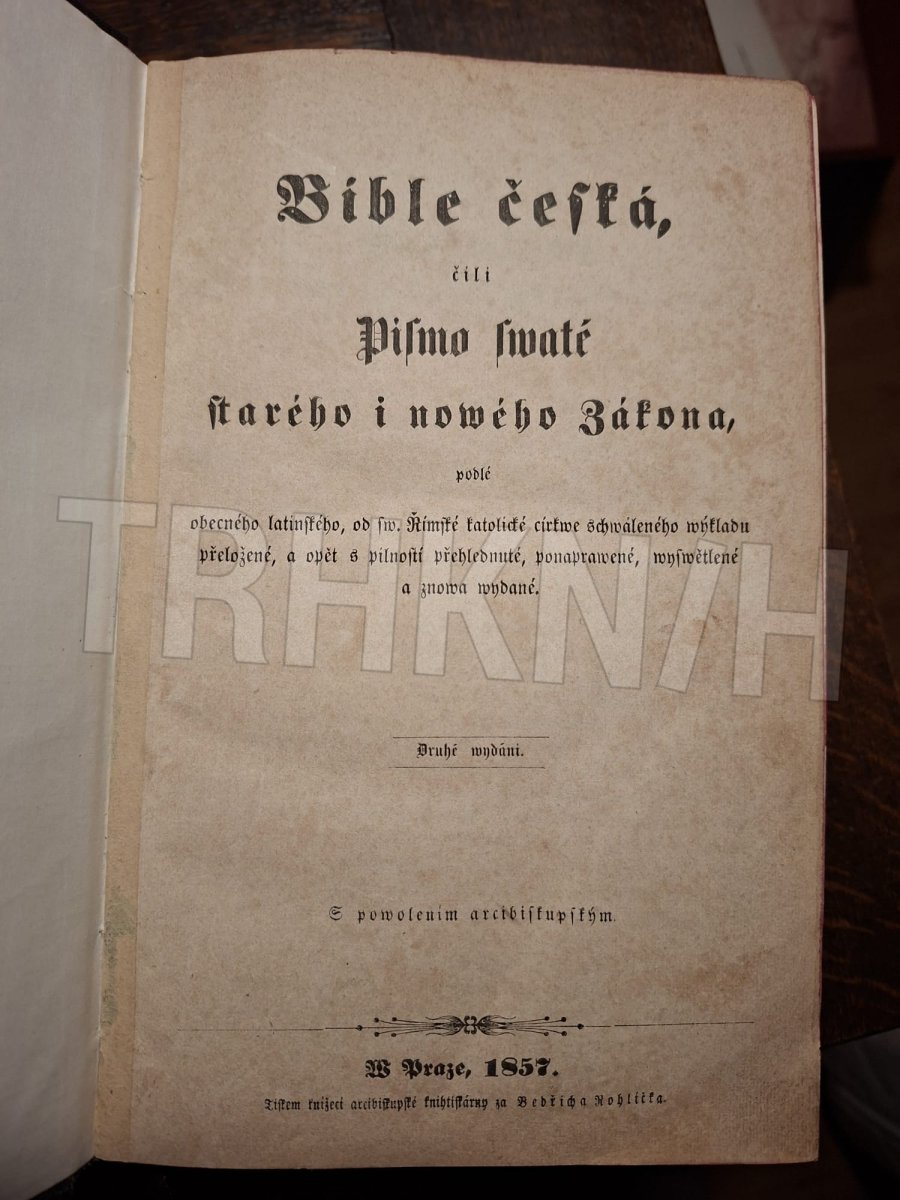 Bible česká,
čili
Pismo swaté
starého i nowého Zákona,
podlé
obecného latinského, od sw. Římské katolické církwe schwáleného wýkladu
přeložené, a opět s pilností přehlednuté, ponaprawené, wyswětlené
a znowa wydané.
TRHKNIH
Druhé wydáni.
S powolením arcibiskupským.
W Praze, 1857.
Tiskem knížecí arcibiskupské knihtiskárny za Bedřicha Rohlíčka.